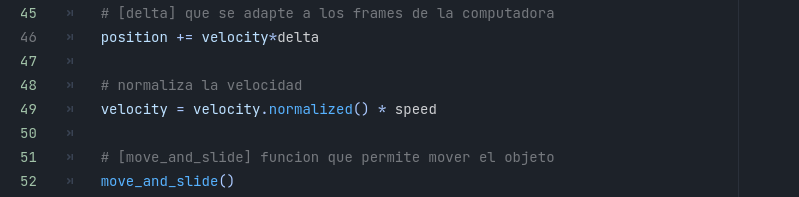 45 # [delta] que se adapte a los frames de la computadora
46 position += velocity*delta
47
48 # normaliza la velocidad
49 velocity = velocity.normalized() * speed
50
51 # [move_and_slide] funcion que permite mover el objeto
52 move_and_slide()